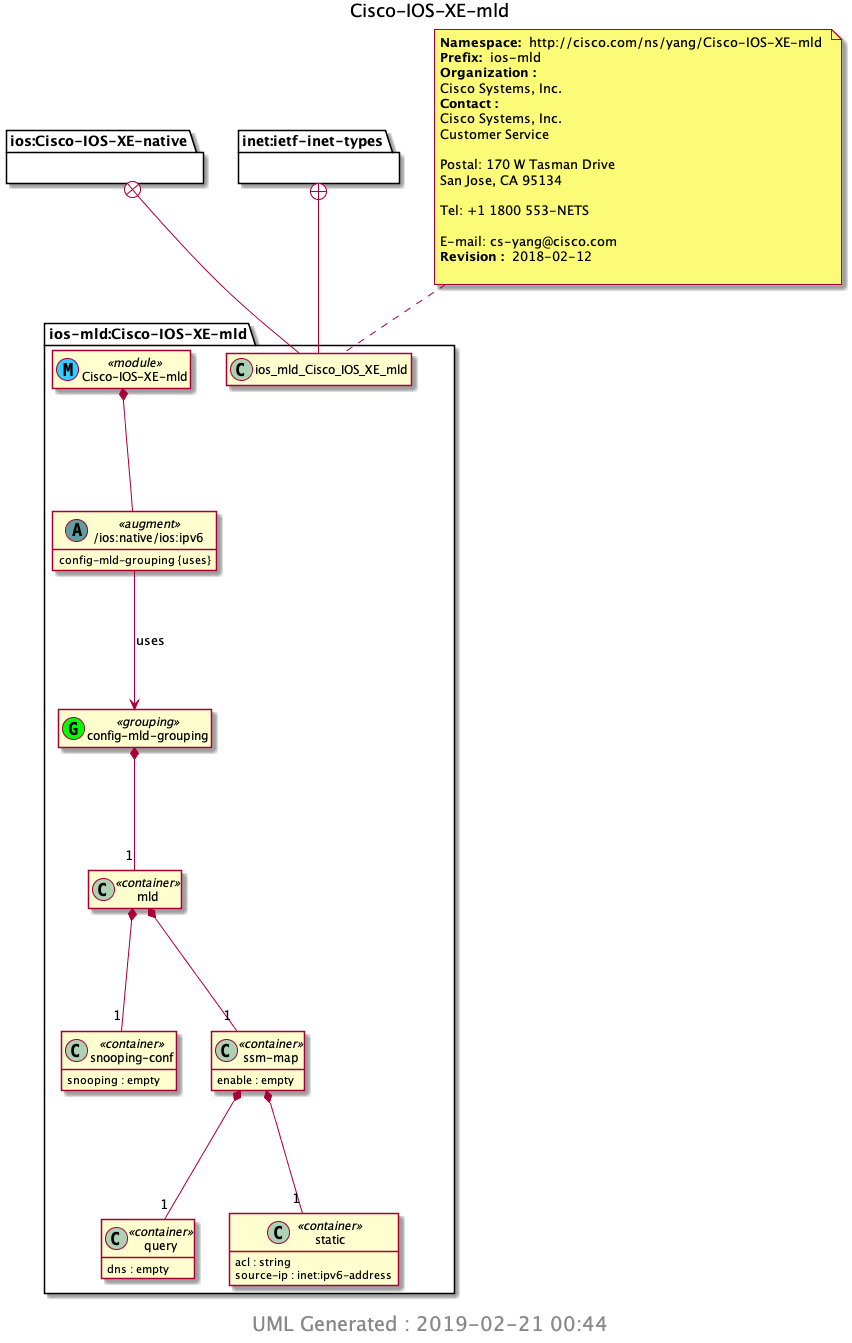 Cisco-IOS-XE-mld
Namespace: http://cisco.com/ns/yang/Cisco-IOS-XE-mld
Prefix: ios-mld
Organization :
Cisco Systems, Inc.
Contact :
Cisco Systems, Inc.
Customer Service
Postal: 170 W Tasman Drive
San Jose, CA 95134
Tel: +1 1800 553-NETS
E-mail: cs-yang@cisco.com
Revision : 2018-02-12
ios:Cisco-IOS-XE-native
inet:ietf-inet-types
ios-mld:Cisco-IOS-XE-mld
M «module»
Cisco-IOS-XE-mld
C ios_mld_Cisco_IOS_XE_mld
A «augment»
/ios:native/ios:ipv6
config-mld-grouping {uses}
uses
G «grouping»
config-mld-grouping
1
C «container»
mld
1
1
C «container»
snooping-conf
snooping : empty
C «container»
ssm-map
enable : empty
1
1
C «container»
query
dns : empty
C «container»
static
acl : string
source-ip : inet:ipv6-address
UML Generated : 2019-02-21 00:44